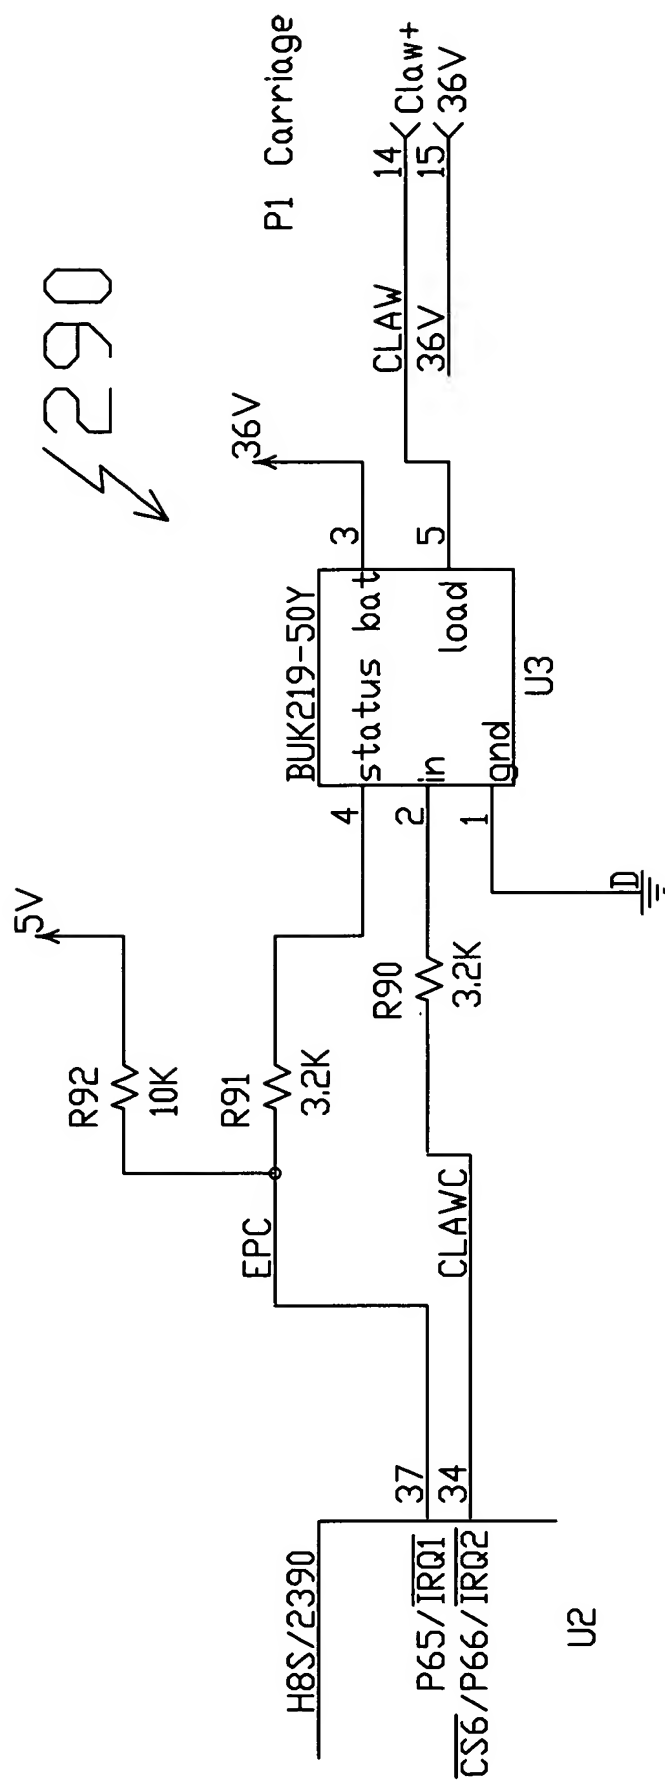 290
P1 Carriage
5V
36V
R92
10K
R91
3.2K
EPC
R90
3.2K
CLAWC
BUK219-50Y
status bat
in
load
gnd
4
2
1
3
5
U3
D
CLAW
36V
14
15
Claw+
36V
H8S/2390
P65/IRQ1
CS6/P66/IRQ2
37
34
U2